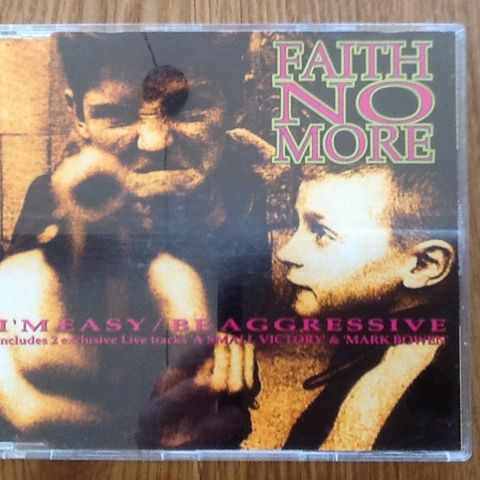 FAITH
NO
MORE
I'M EASY / BE AGGRESSIVE
includes 2 exclusive Live tracks 'A SMALL VICTORY' & 'MARK BOWEN'